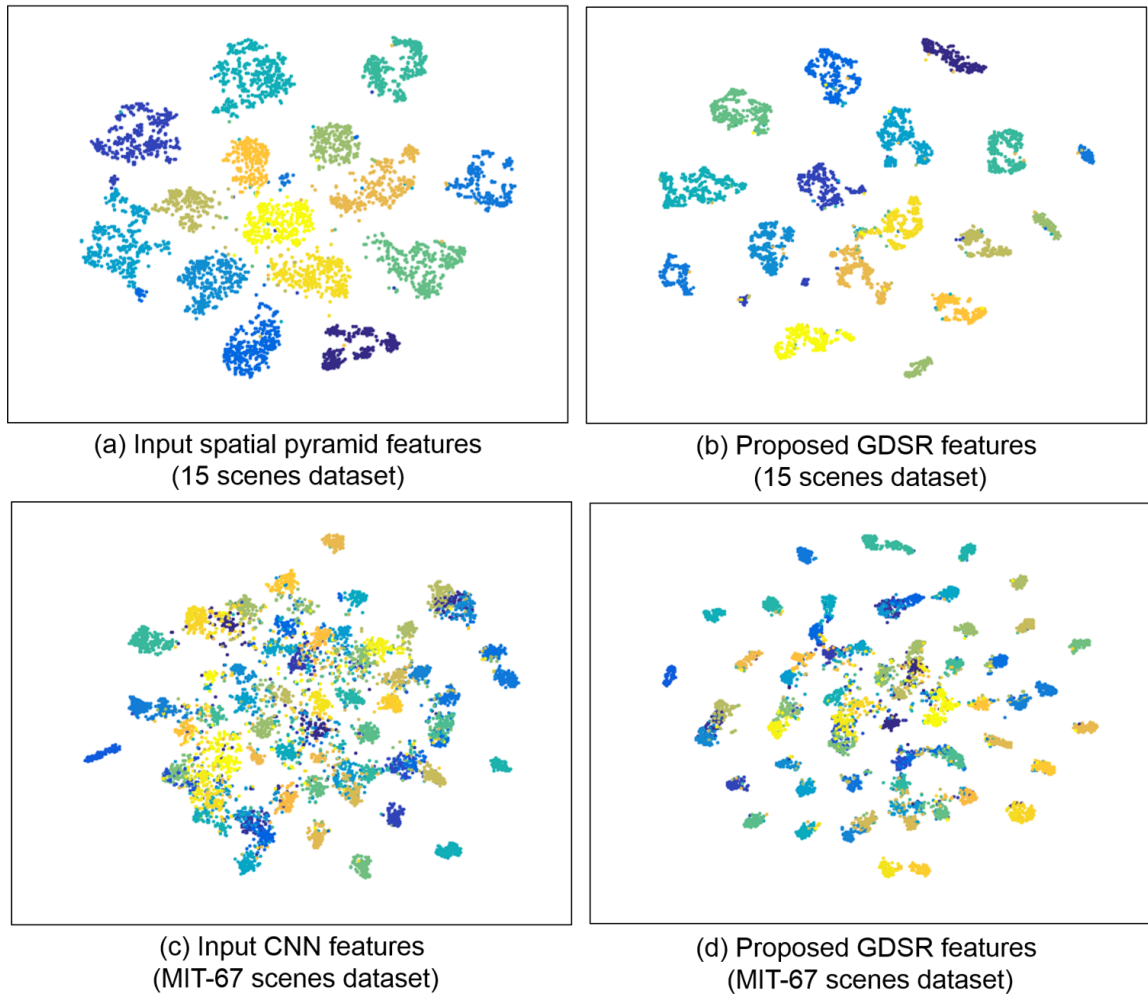 (a) Input spatial pyramid features
(15 scenes dataset)
(b) Proposed GDSR features
(15 scenes dataset)
(c) Input CNN features
(MIT-67 scenes dataset)
(d) Proposed GDSR features
(MIT-67 scenes dataset)